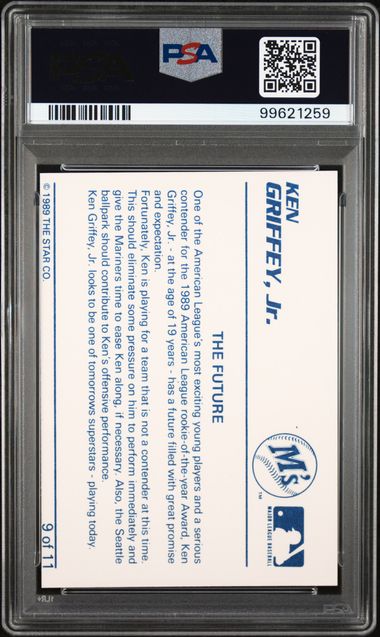 PSA
PSA
99621259
KEN
GRIFFEY, Jr.
M's
TM
MAJOR LEAGUE BASEBALL
THE FUTURE
One of the American League's most exciting young players and a serious
contender for the 1989 American League rookie-of-the-year Award, Ken
Griffey, Jr. - at the age of 19 years - has a future filled with great promise
and expectation.
Fortunately, Ken is playing for a team that is not a contender at this time.
This should eliminate some pressure on him to perform immediately and
give the Mariners time to ease Ken along, if necessary. Also, the Seattle
ballpark should contribute to Ken's offensive performance.
Ken Griffey, Jr. looks to be one of tomorrows superstars - playing today.
© 1989 THE STAR CO.
9 of 11
PSA